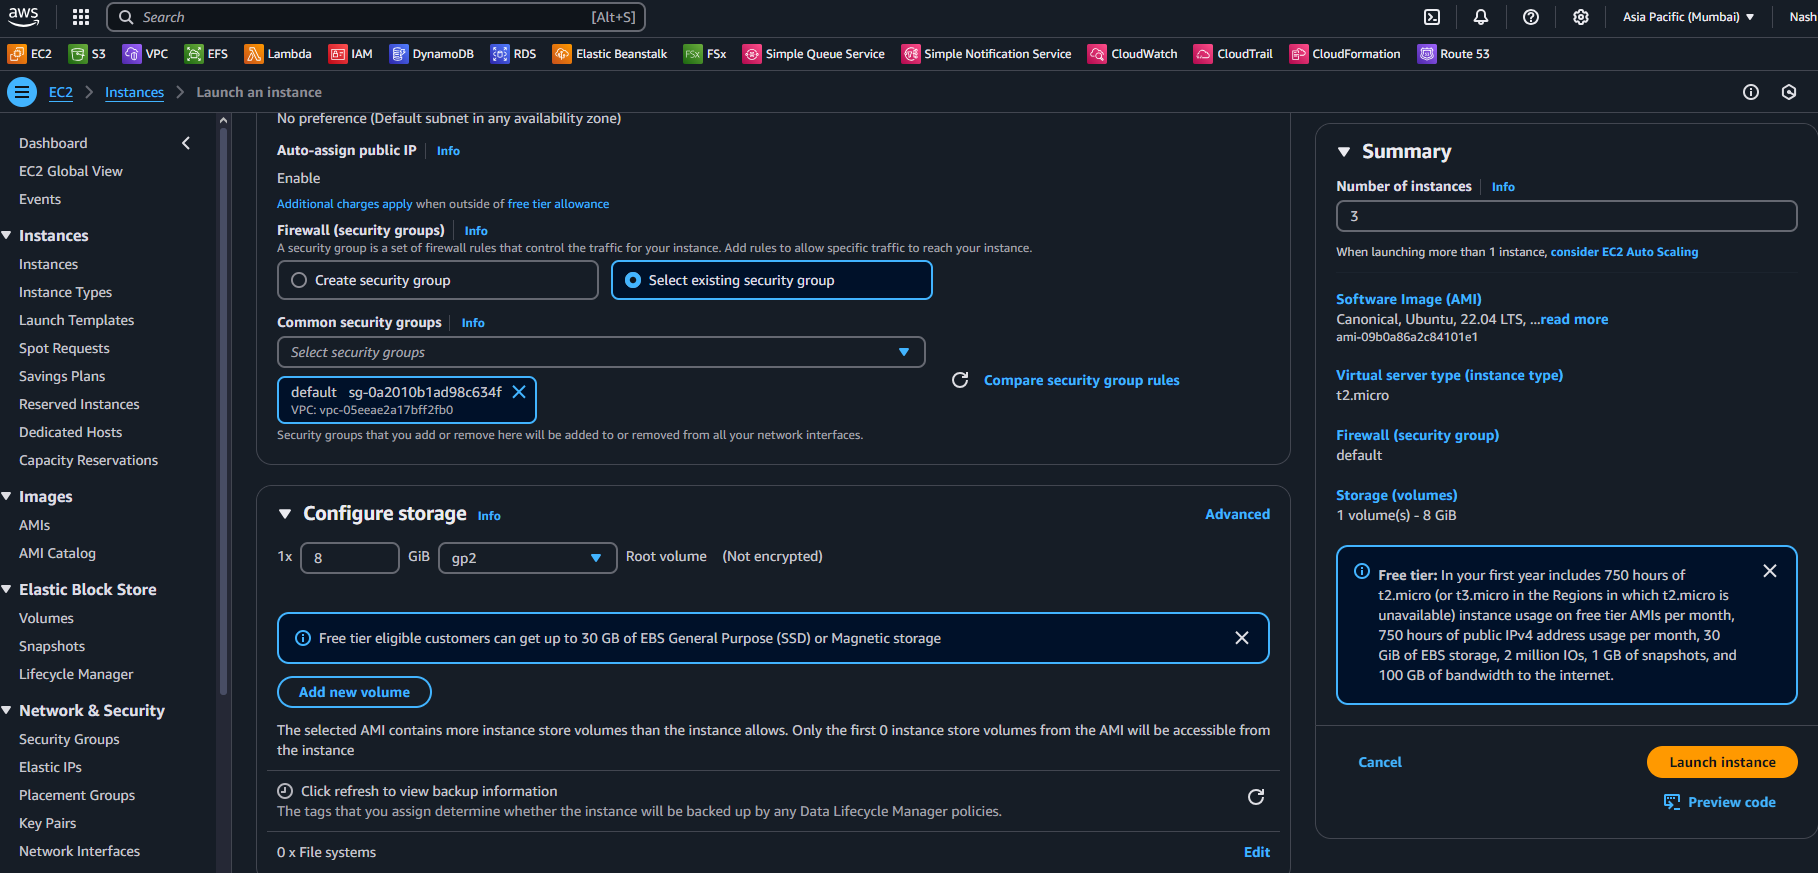 aws
Search
[Alt+S]
Asia Pacific (Mumbai)
Nash
EC2
S3
VPC
EFS
Lambda
IAM
DynamoDB
RDS
Elastic Beanstalk
FSx
FSx
Simple Queue Service
Simple Notification Service
CloudWatch
CloudTrail
CloudFormation
Route 53
EC2
Instances
Launch an instance
Dashboard
EC2 Global View
Events
Instances
Instances
Instance Types
Launch Templates
Spot Requests
Savings Plans
Reserved Instances
Dedicated Hosts
Capacity Reservations
Images
AMIs
AMI Catalog
Elastic Block Store
Volumes
Snapshots
Lifecycle Manager
Network & Security
Security Groups
Elastic IPs
Placement Groups
Key Pairs
Network Interfaces
No preference (Default subnet in any availability zone)
Auto-assign public IP Info
Enable
Additional charges apply when outside of free tier allowance
Firewall (security groups) Info
A security group is a set of firewall rules that control the traffic for your instance. Add rules to allow specific traffic to reach your instance.
Create security group
Select existing security group
Common security groups Info
Select security groups
default sg-0a2010b1ad98c634f
VPC: vpc-05eeae2a17bff2fb0
Compare security group rules
Security groups that you add or remove here will be added to or removed from all your network interfaces.
Configure storage Info
Advanced
1x 8 GiB gp2 Root volume (Not encrypted)
Free tier eligible customers can get up to 30 GB of EBS General Purpose (SSD) or Magnetic storage
Add new volume
The selected AMI contains more instance store volumes than the instance allows. Only the first 0 instance store volumes from the AMI will be accessible from
the instance
Click refresh to view backup information
The tags that you assign determine whether the instance will be backed up by any Data Lifecycle Manager policies.
0 x File systems
Edit
Summary
Number of instances Info
3
When launching more than 1 instance, consider EC2 Auto Scaling
Software Image (AMI)
Canonical, Ubuntu, 22.04 LTS, ...read more
ami-09b0a86a2c84101e1
Virtual server type (instance type)
t2.micro
Firewall (security group)
default
Storage (volumes)
1 volume(s) - 8 GiB
Free tier: In your first year includes 750 hours of
t2.micro (or t3.micro in the Regions in which t2.micro is
unavailable) instance usage on free tier AMIs per month,
750 hours of public IPv4 address usage per month, 30
GiB of EBS storage, 2 million IOs, 1 GB of snapshots, and
100 GB of bandwidth to the internet.
Cancel
Launch instance
Preview code